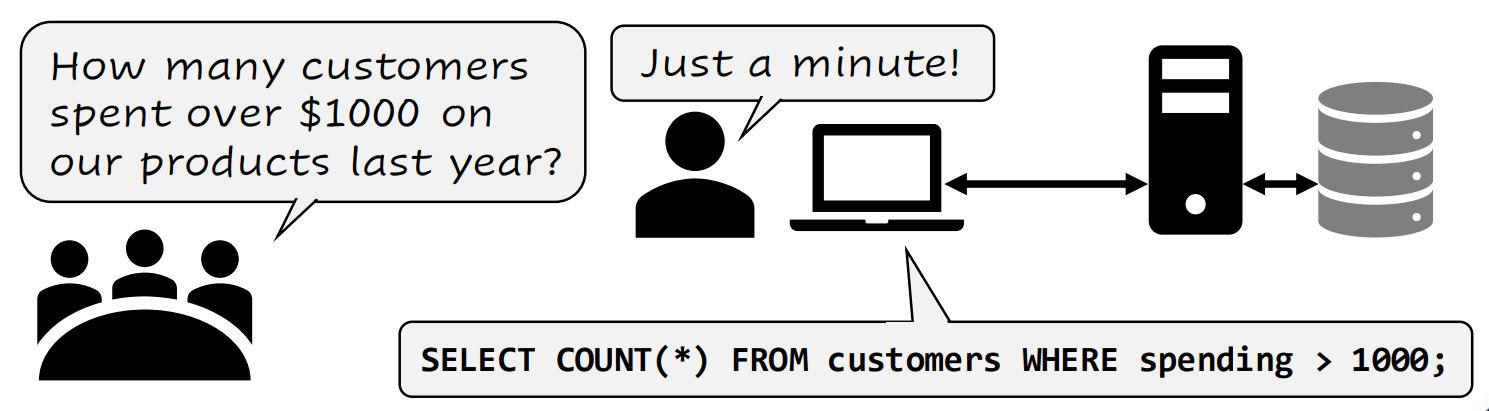 How many customers
spent over $1000 on
our products last year?
Just a minute!
SELECT COUNT(*) FROM customers WHERE spending > 1000;